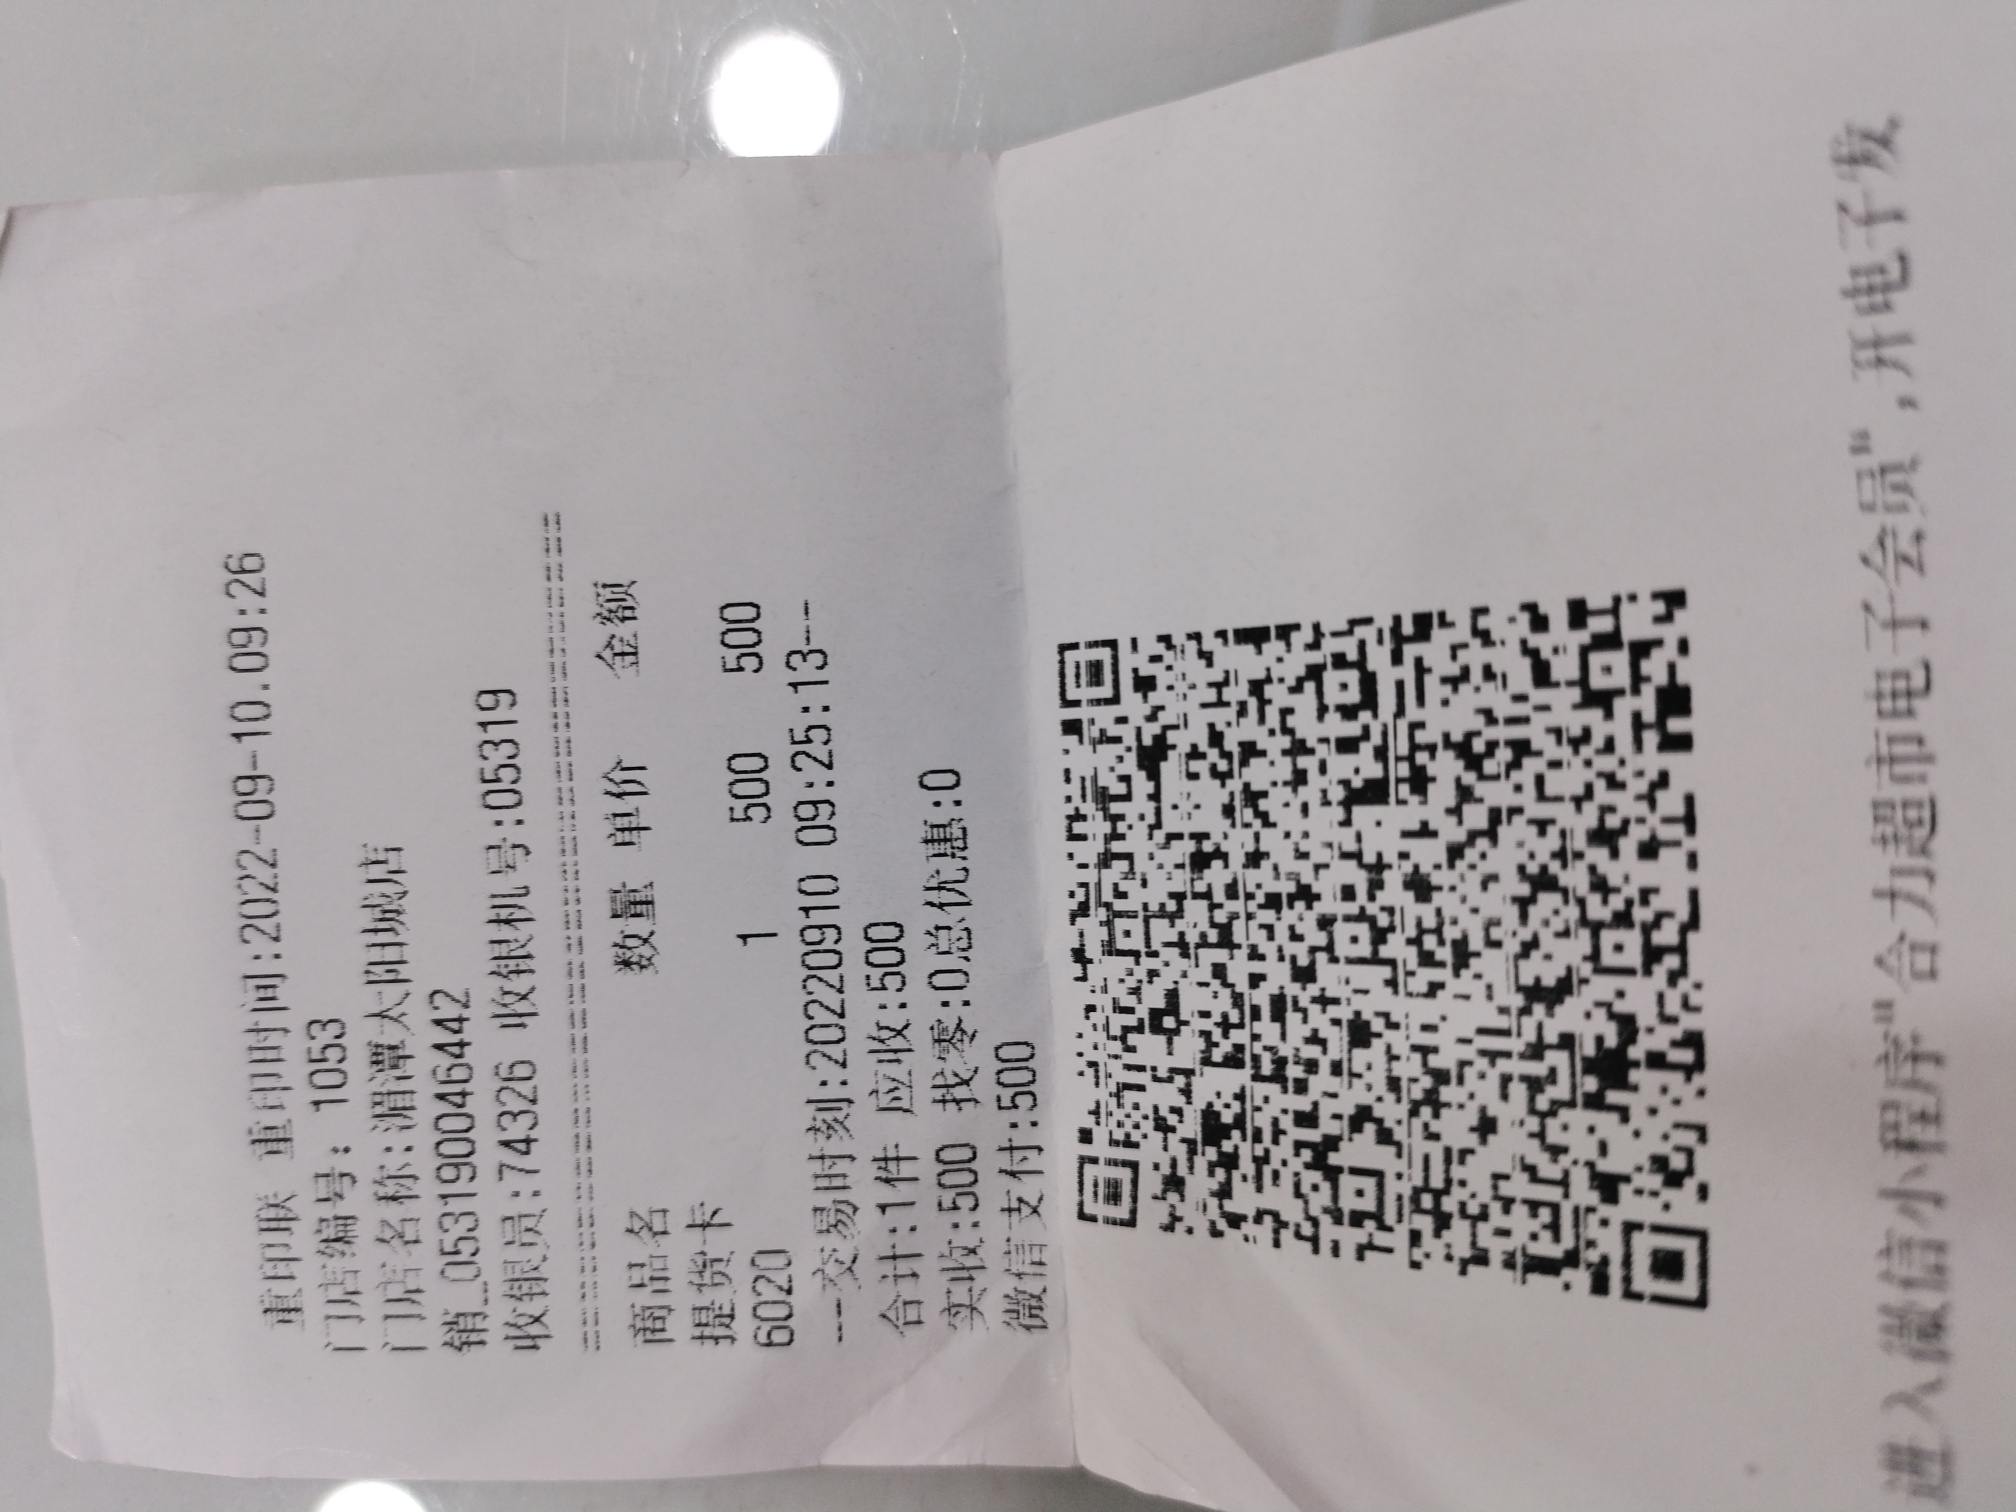 重印联 重印时间:2022-09-10.09:26
门店编号: 1053
门店名称:湄潭太阳城店
销_053190046442
收银员:74326 收银机号:05319
商品名 数量 单价 金额
提货卡
6020 1 500 500
---交易时刻:20220910 09:25:13---
合计:1件 应收:500
实收:500 找零:0总优惠:0
微信支付:500
进入微信小程序"合力超市电子会员",开电子发